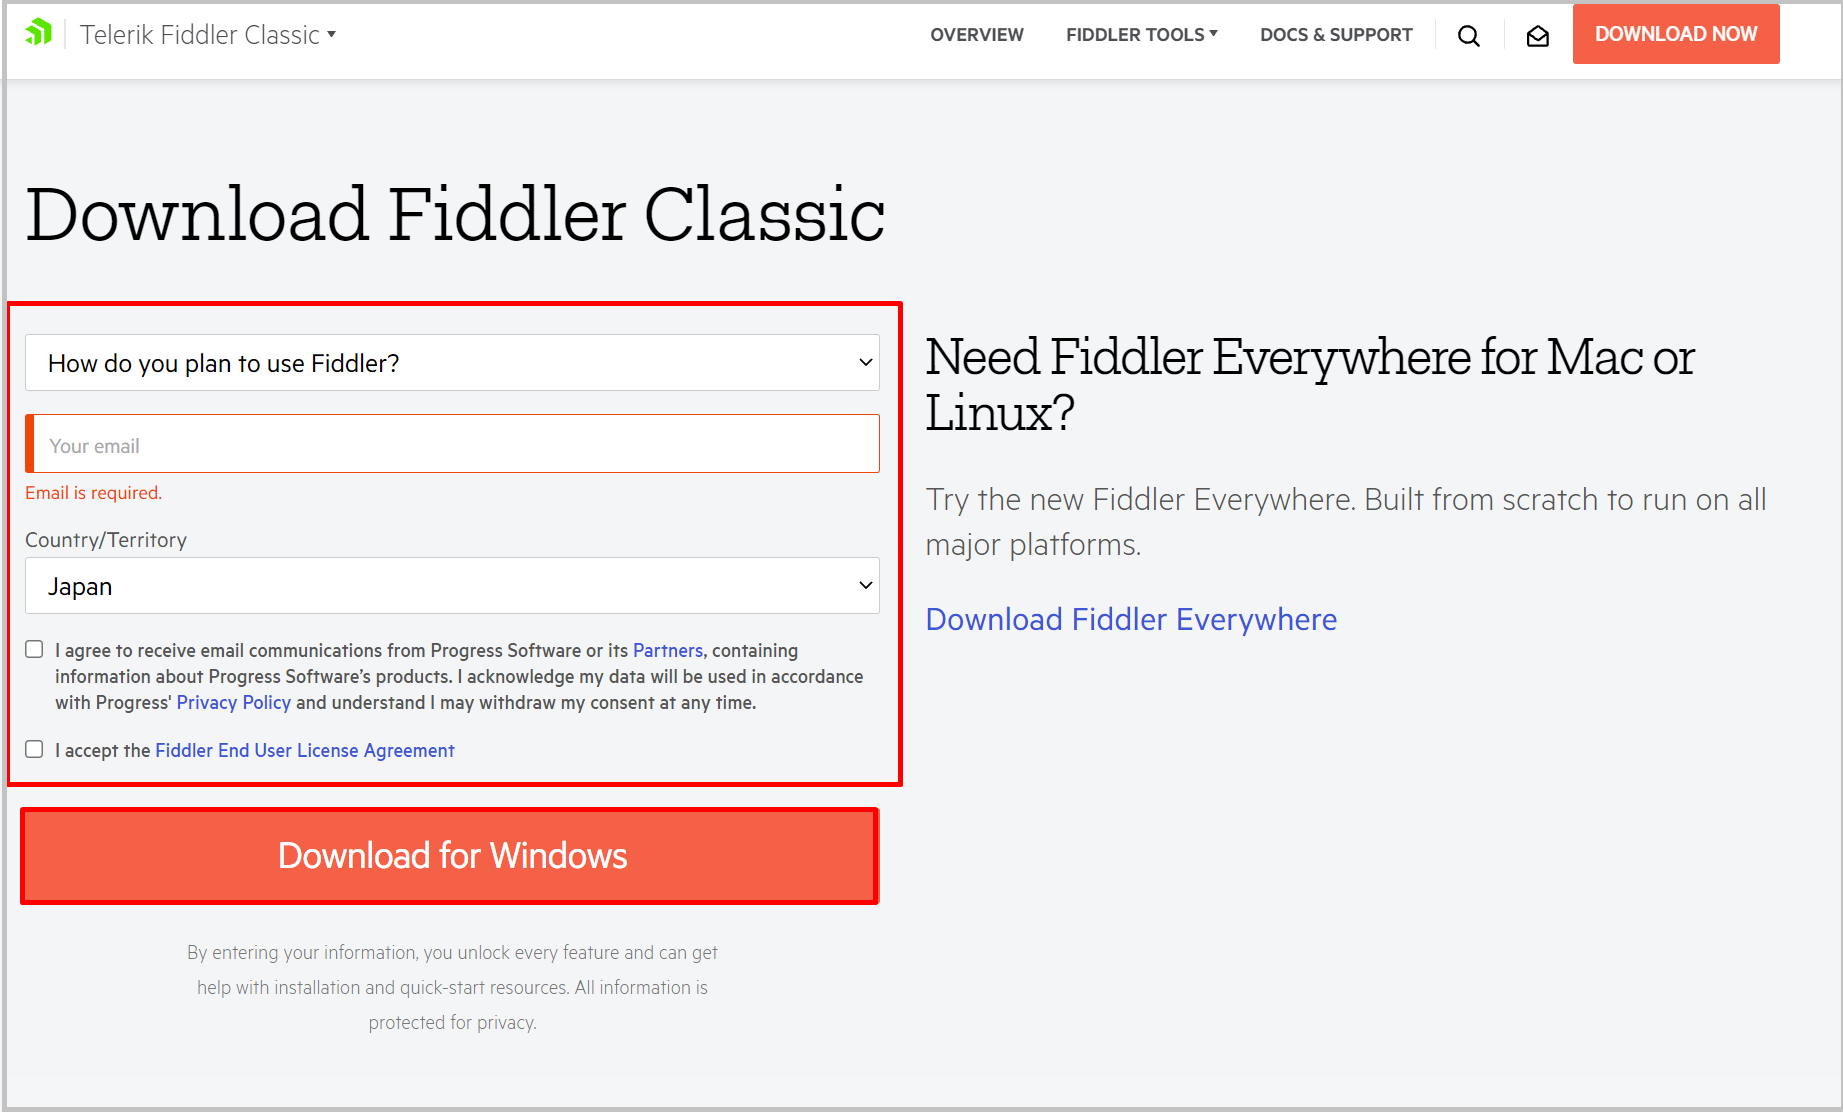 Telerik Fiddler Classic
OVERVIEW
FIDDLER TOOLS
DOCS & SUPPORT
DOWNLOAD NOW
Download Fiddler Classic
How do you plan to use Fiddler?
Your email
Email is required.
Country/Territory
Japan
I agree to receive email communications from Progress Software or its Partners, containing
information about Progress Software’s products. I acknowledge my data will be used in accordance
with Progress' Privacy Policy and understand I may withdraw my consent at any time.
I accept the Fiddler End User License Agreement
Download for Windows
By entering your information, you unlock every feature and can get
help with installation and quick-start resources. All information is
protected for privacy.
Need Fiddler Everywhere for Mac or
Linux?
Try the new Fiddler Everywhere. Built from scratch to run on all
major platforms.
Download Fiddler Everywhere